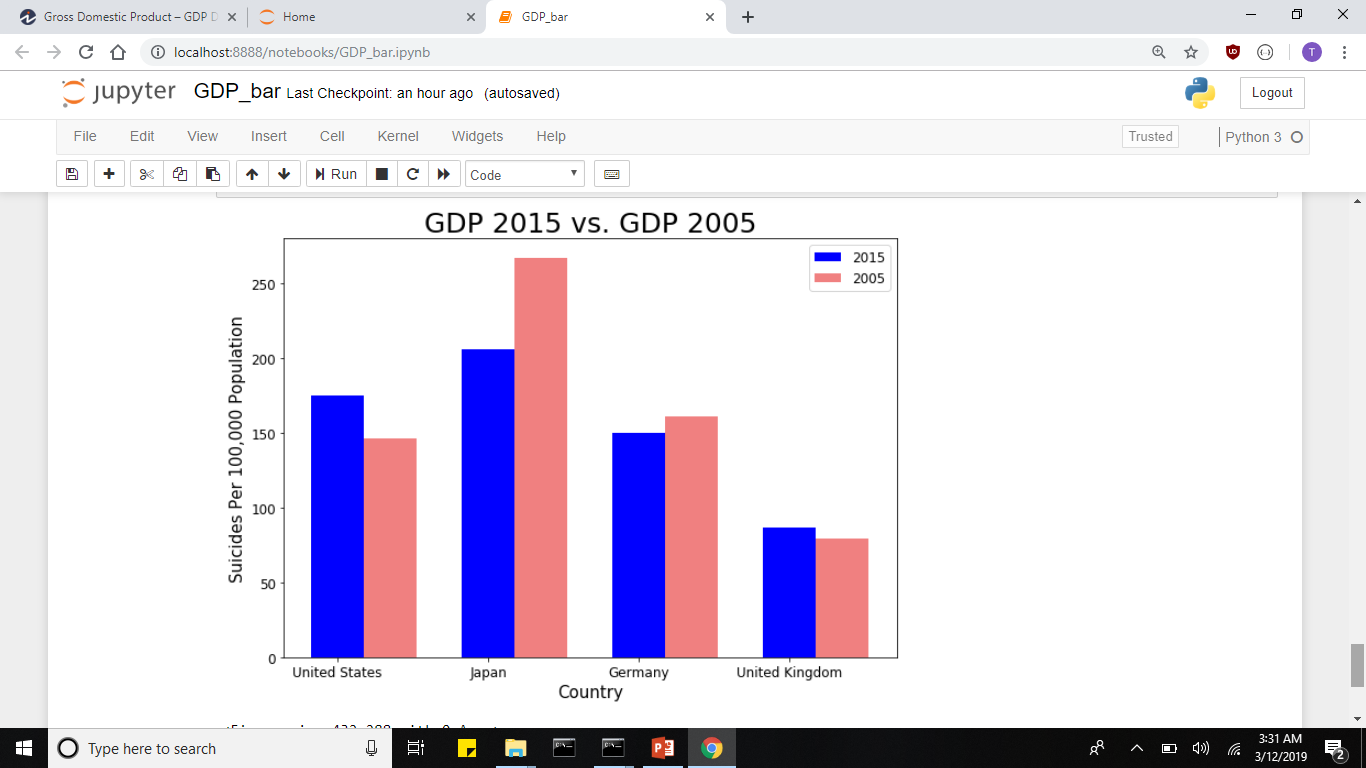 Gross Domestic Product – GDP D
Home
GDP_bar
localhost:8888/notebooks/GDP_bar.ipynb
UD
T
jupyter GDP_bar Last Checkpoint: an hour ago (autosaved)
Logout
File Edit View Insert Cell Kernel Widgets Help
Trusted
Python 3
Run
Code
GDP 2015 vs. GDP 2005
2015
2005
250
200
150
100
50
0
Suicides Per 100,000 Population
United States Japan Germany United Kingdom
Country
Type here to search
3:31 AM
3/12/2019
2